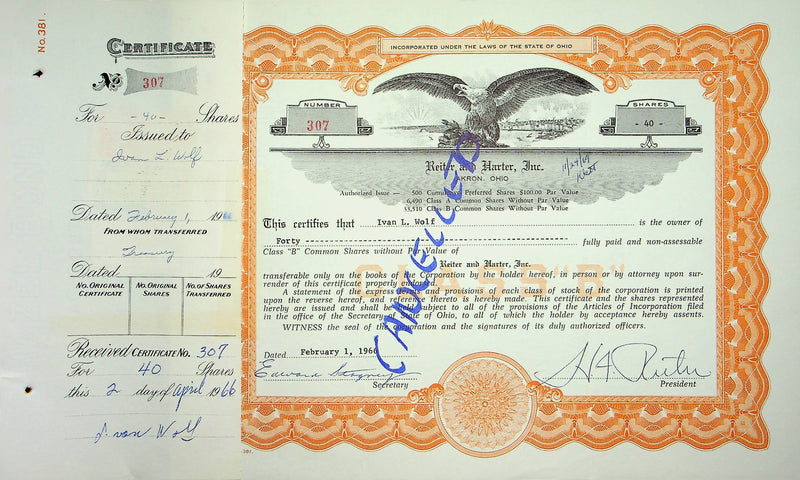 No. 381.
CERTIFICATE
No 307
For - 40 - Shares
Issued to
Ivan L. Wolf
Dated February 1, 1966
FROM WHOM TRANSFERRED
Treasury
Dated 19
NO. ORIGINAL CERTIFICATE
NO. ORIGINAL SHARES
NO. OF SHARES TRANSFERRED
Received CERTIFICATE NO. 307
For 40 Shares
this 2 day of April 1966
Ivan Wolf
INCORPORATED UNDER THE LAWS OF THE STATE OF OHIO
NUMBER
307
SHARES
- 40 -
Reiter and Harter, Inc.
AKRON, OHIO
Authorized Issue — 500 Cumulative Preferred Shares $100.00 Par Value
6,490 Class A Common Shares Without Par Value
33,510 Class B Common Shares Without Par Value
CANCELLED
This certifies that Ivan L. Wolf is the owner of
Forty fully paid and non-assessable
Class "B" Common Shares without Par Value of
CLASS "B"
Reiter and Harter, Inc.
transferable only on the books of the Corporation by the holder hereof, in person or by attorney upon sur-
render of this certificate properly endorsed.
A statement of the express terms and provisions of each class of stock of the corporation is printed
upon the reverse hereof, and reference thereto is hereby made. This certificate and the shares represented
hereby are issued and shall be held subject to all of the provisions of the Articles of Incorporation filed
in the office of the Secretary of State of Ohio, to all of which the holder by acceptance hereby assents.
WITNESS the seal of the corporation and the signatures of its duly authorized officers.
Dated February 1, 1966
Secretary
President
381.